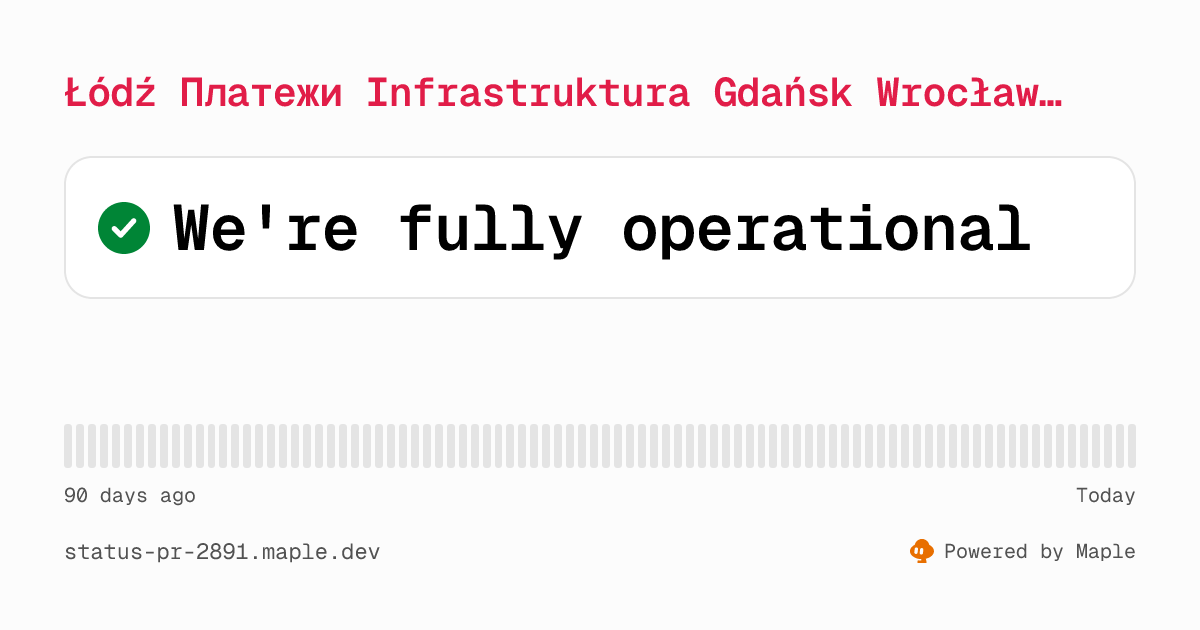 Łódź Платежи Infrastruktura Gdańsk Wrocław…
We're fully operational
90 days ago
Today
status-pr-2891.maple.dev
Powered by Maple